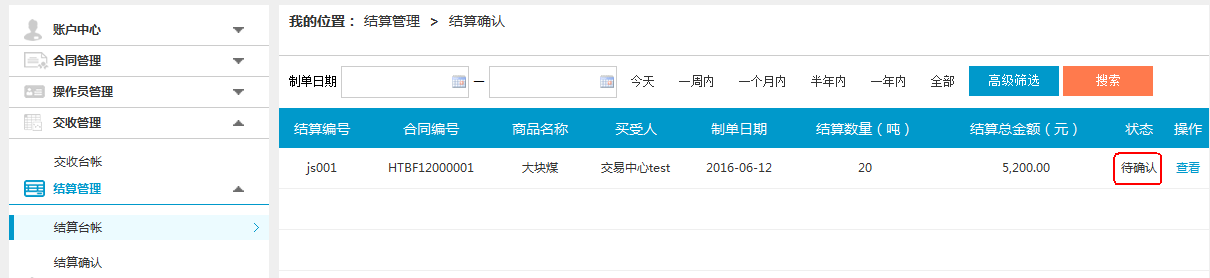 账户中心
合同管理
操作员管理
交收管理
交收台帐
结算管理
结算台帐
结算确认
我的位置： 结算管理 > 结算确认
制单日期 — 今天 一周内 一个月内 半年内 一年内 全部 高级筛选 搜索
结算编号 合同编号 商品名称 买受人 制单日期 结算数量（吨） 结算总金额（元） 状态 操作
js001 HTBF12000001 大块煤 交易中心test 2016-06-12 20 5,200.00 待确认 查看